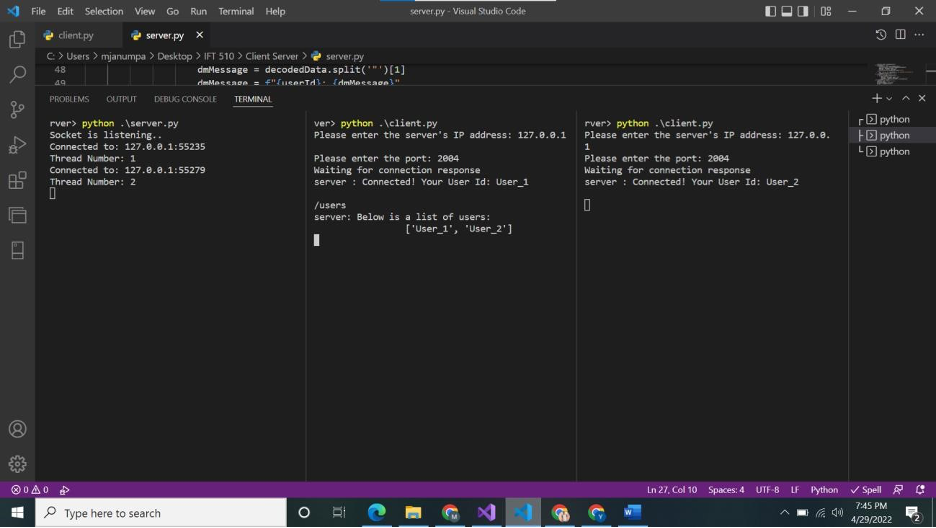 File Edit Selection View Go Run Terminal Help
server.py - Visual Studio Code
client.py
server.py
C: > Users > mjanumpa > Desktop > IFT 510 > Client Server > server.py
48 dmMessage = decodedData.split('"')[1]
49 dmMessage = f"{userId}: {dmMessage}"
PROBLEMS OUTPUT DEBUG CONSOLE TERMINAL
rver> python .\server.py
Socket is listening..
Connected to: 127.0.0.1:55235
Thread Number: 1
Connected to: 127.0.0.1:55279
Thread Number: 2
ver> python .\client.py
Please enter the server's IP address: 127.0.0.1
Please enter the port: 2004
Waiting for connection response
server : Connected! Your User Id: User_1
/users
server: Below is a list of users:
['User_1', 'User_2']
rver> python .\client.py
Please enter the server's IP address: 127.0.0.
1
Please enter the port: 2004
Waiting for connection response
server : Connected! Your User Id: User_2
python
python
python
0 0
Ln 27, Col 10 Spaces: 4 UTF-8 LF Python Spell
Type here to search
7:45 PM
4/29/2022
2